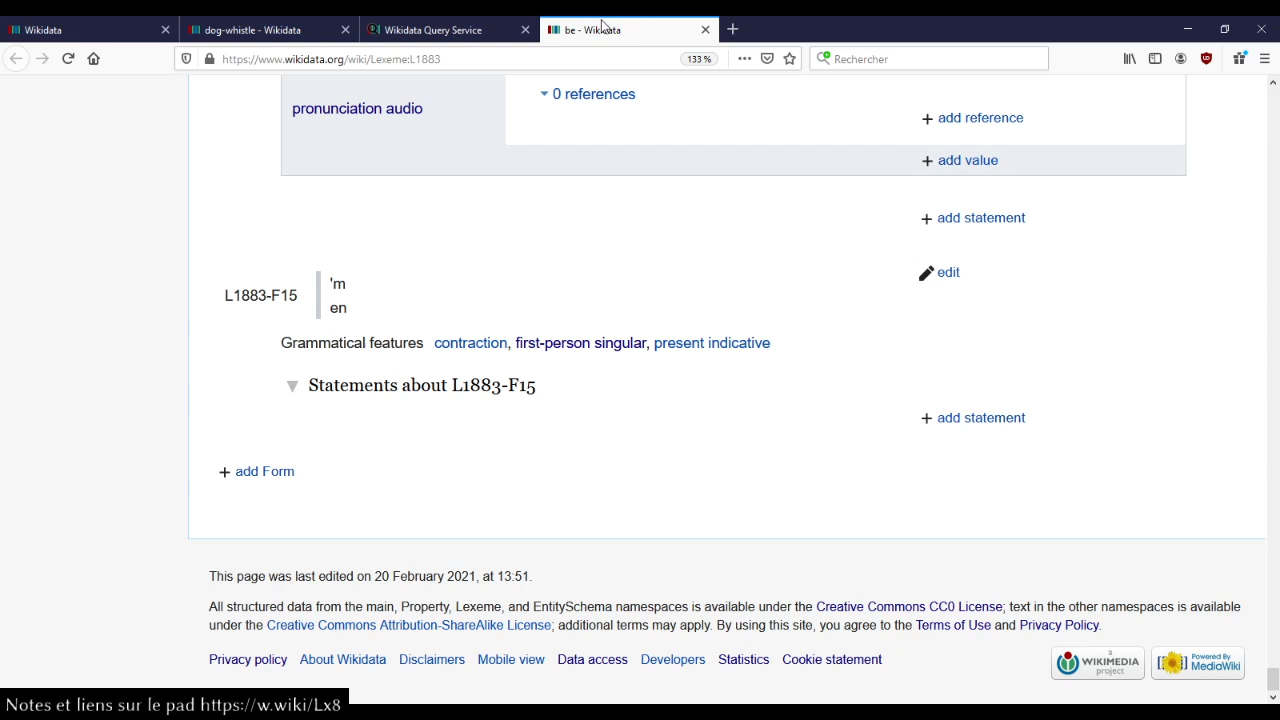 Wikidata
dog-whistle - Wikidata
Wikidata Query Service
be - Wikidata
https://www.wikidata.org/wiki/Lexeme:L1883
133 %
Rechercher
0 references
pronunciation audio
+ add reference
+ add value
+ add statement
edit
'm
L1883-F15
en
Grammatical features contraction, first-person singular, present indicative
Statements about L1883-F15
+ add statement
+ add Form
This page was last edited on 20 February 2021, at 13:51.
All structured data from the main, Property, Lexeme, and EntitySchema namespaces is available under the Creative Commons CC0 License; text in the other namespaces is available
under the Creative Commons Attribution-ShareAlike License; additional terms may apply. By using this site, you agree to the Terms of Use and Privacy Policy.
Privacy policy About Wikidata Disclaimers Mobile view Data access Developers Statistics Cookie statement
a
WIKIMEDIA
project
Powered By
MediaWiki
Notes et liens sur le pad https://w.wiki/Lx8